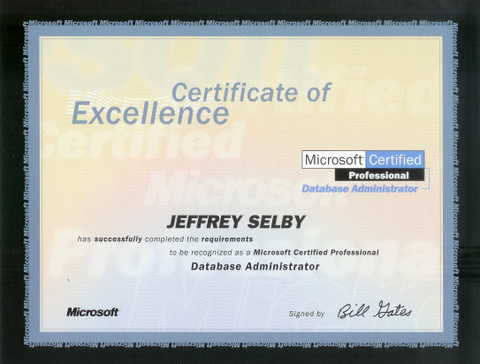 Certificate of
Excellence
Microsoft Certified
Professional
Database Administrator
JEFFREY SELBY
has successfully completed the requirements
to be recognized as a Microsoft Certified Professional
Database Administrator
Microsoft
Signed by Bill Gates